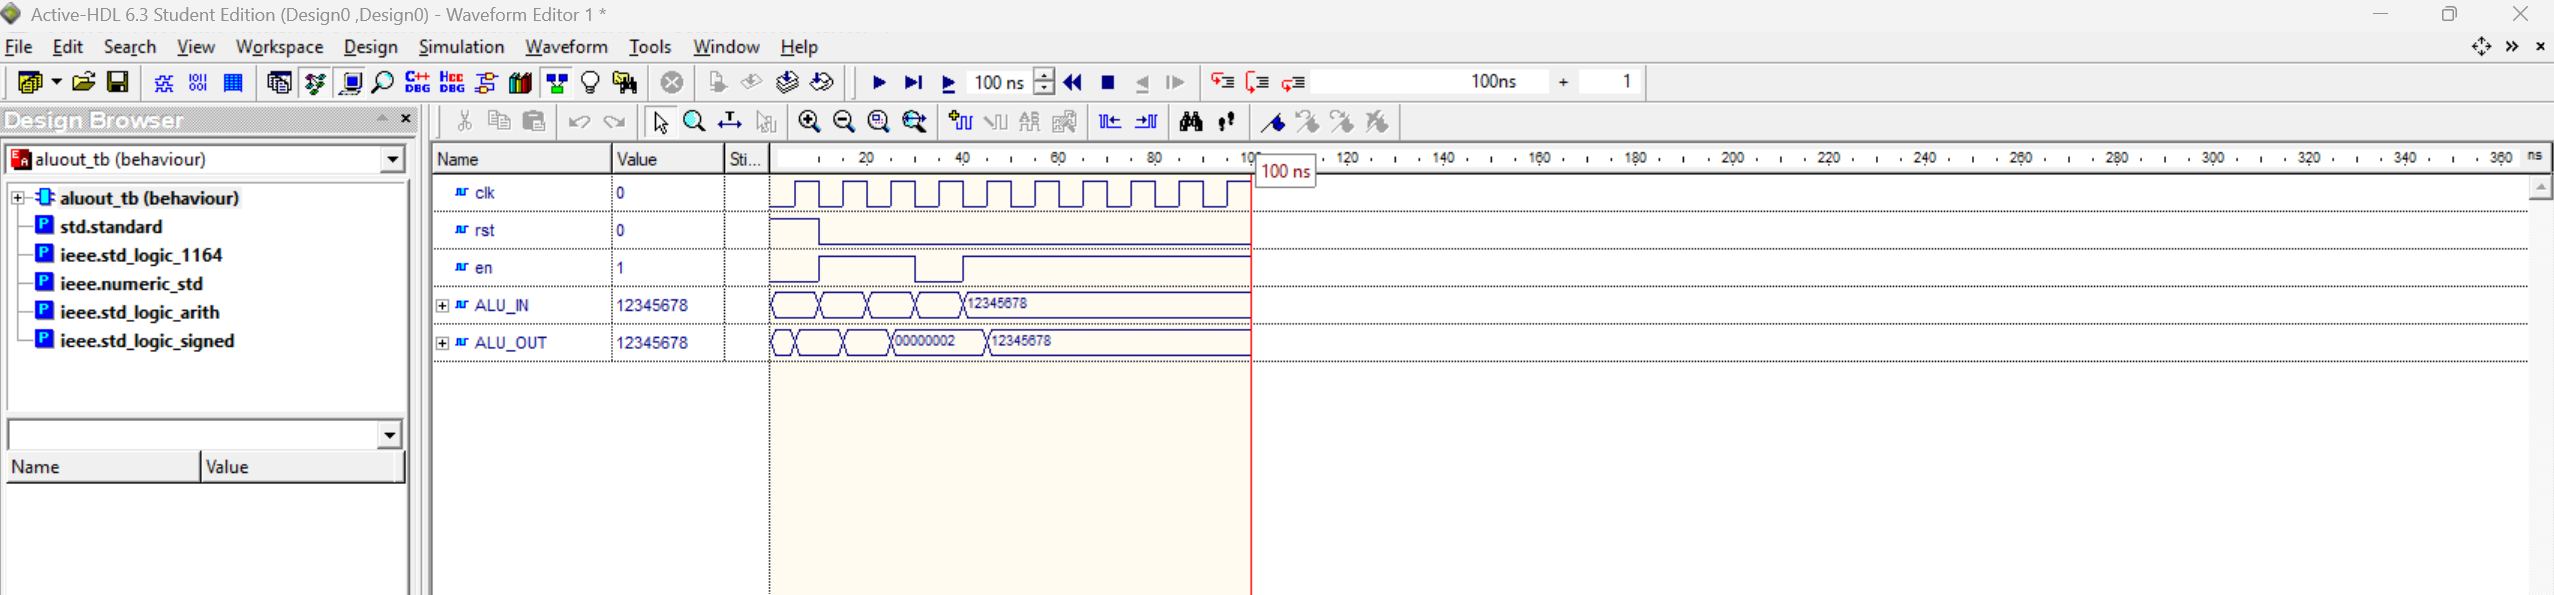 Active-HDL 6.3 Student Edition (Design0 ,Design0) - Waveform Editor 1 *
File Edit Search View Workspace Design Simulation Waveform Tools Window Help
C++ DBG HCC DBG 100 ns 100ns + 1
Design Browser
aluout_tb (behaviour)
aluout_tb (behaviour)
std.standard
ieee.std_logic_1164
ieee.numeric_std
ieee.std_logic_arith
ieee.std_logic_signed
Name Value
Name Value Sti... 20 40 60 80 100 120 140 160 180 200 220 240 260 280 300 320 340 360 ns
100 ns
clk 0
rst 0
en 1
ALU_IN 12345678 12345678
ALU_OUT 12345678 00000002 12345678